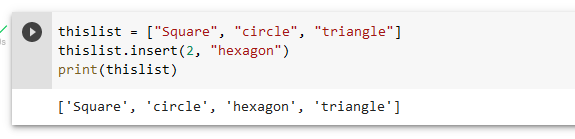 thislist = ["Square", "circle", "triangle"]
thislist.insert(2, "hexagon")
print(thislist)
['Square', 'circle', 'hexagon', 'triangle']